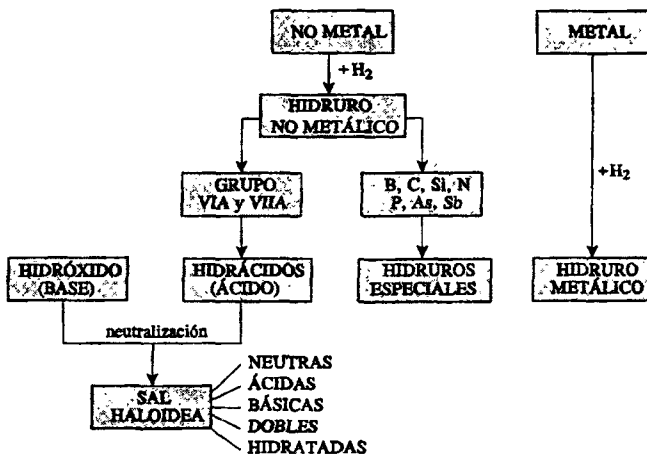 NO METAL
METAL
+H₂
HIDRURO
NO METÁLICO
GRUPO
VIA y VIIA
B, C, Si, N
P, As, Sb
+H₂
HIDRÓXIDO
(BASE)
HIDRÁCIDOS
(ÁCIDO)
HIDRUROS
ESPECIALES
HIDRURO
METÁLICO
neutralización
SAL
HALOIDEA
NEUTRAS
ÁCIDAS
BÁSICAS
DOBLES
HIDRATADAS